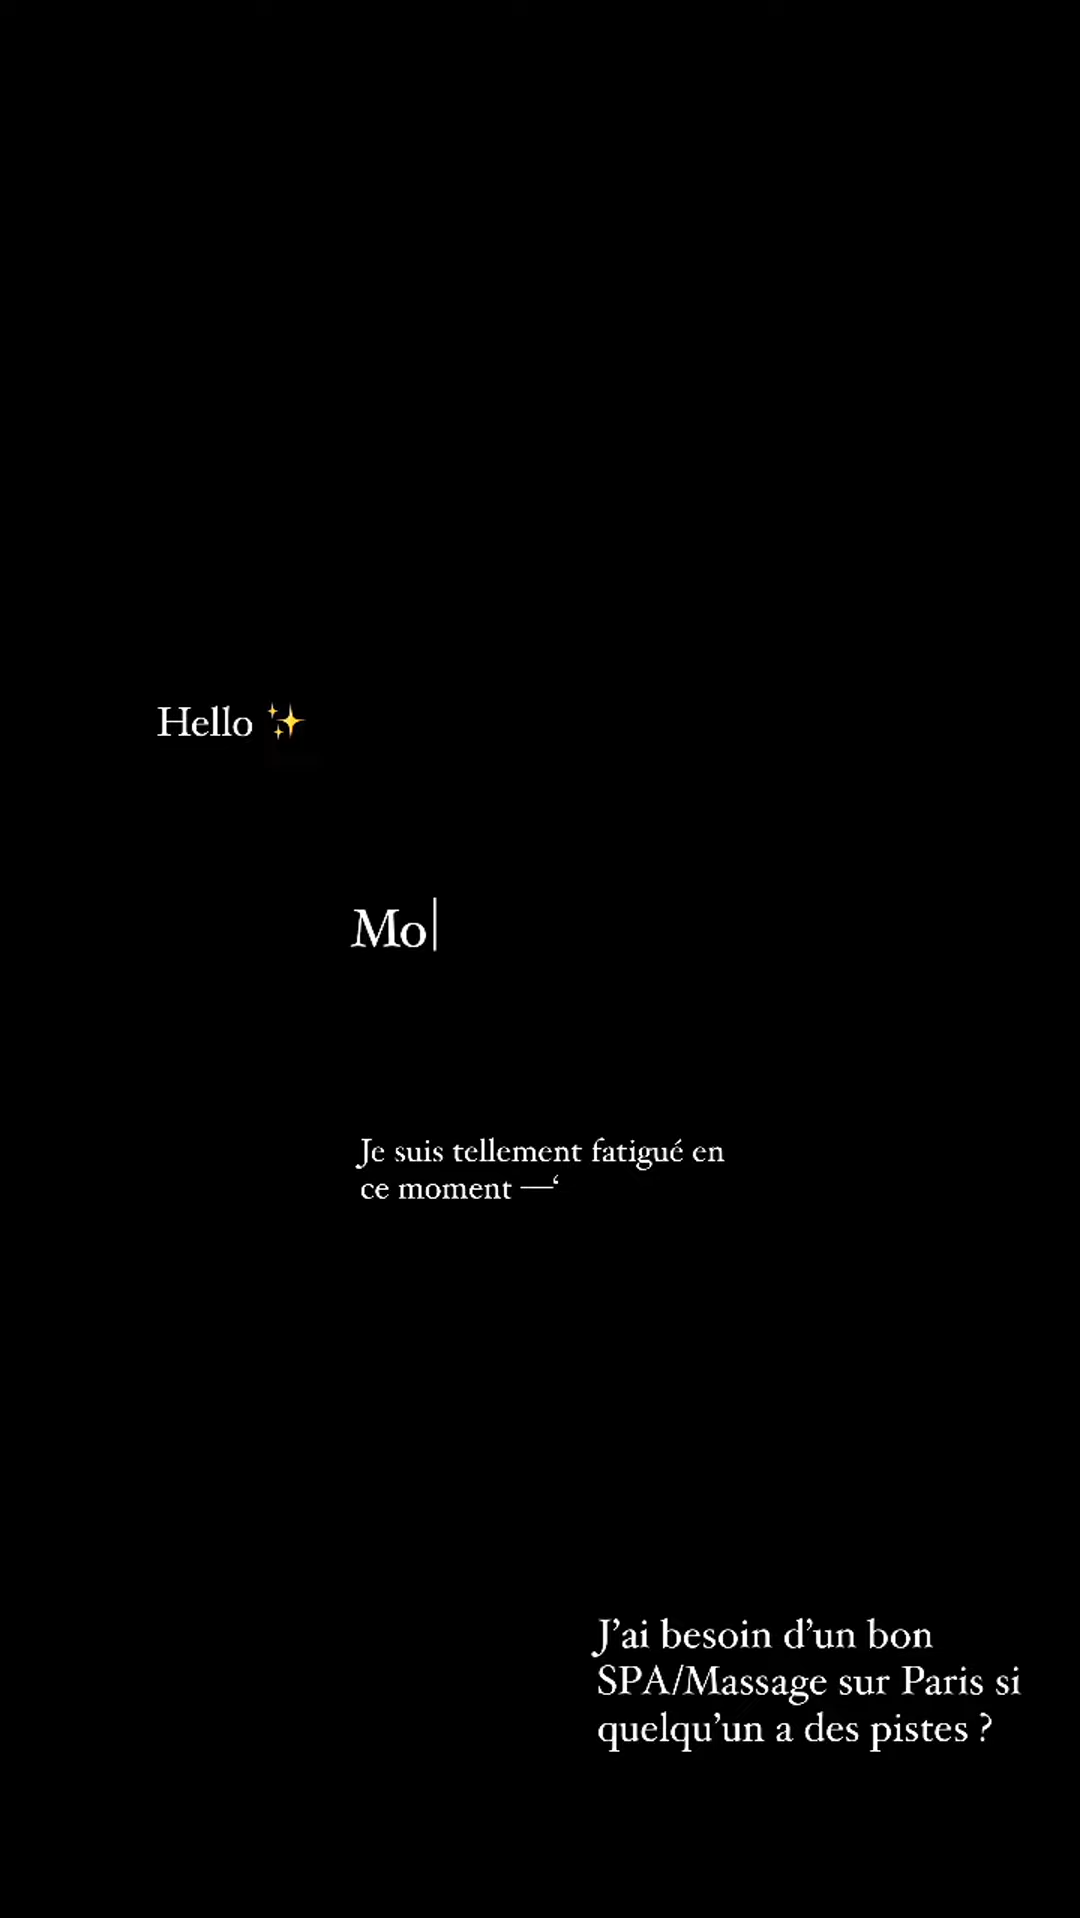 Hello ✨
Mo
Je suis tellement fatigué en
ce moment —‘
J’ai besoin d’un bon
SPA/Massage sur Paris si
quelqu’un a des pistes ?